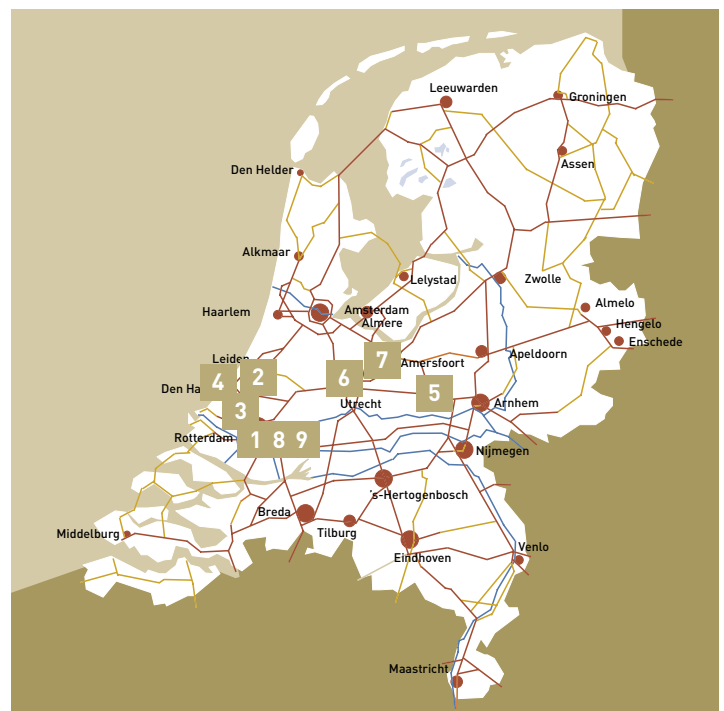 Leeuwarden
Groningen
Assen
Den Helder
Alkmaar
Lelystad
Zwolle
Haarlem
Amsterdam
Almere
Almelo
Hengelo
Enschede
Leiden
7
Amersfoort
Apeldoorn
4
2
6
Den Ha
5
3
Utrecht
Arnhem
Rotterdam
1 8 9
Nijmegen
's-Hertogenbosch
Breda
Tilburg
Middelburg
Eindhoven
Venlo
Maastricht